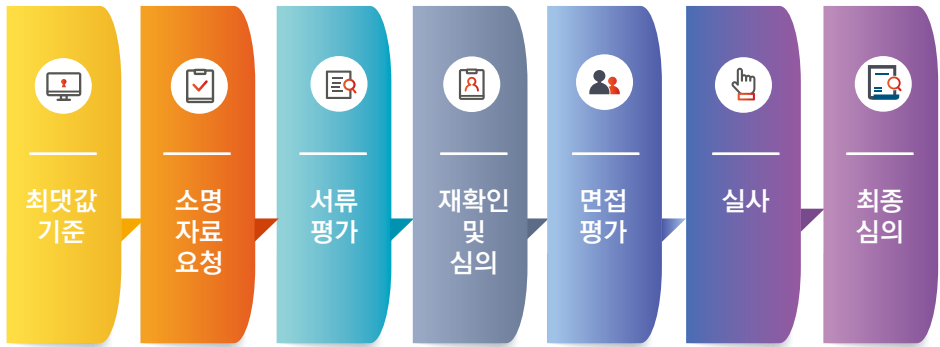 최댓값
기준
소명
자료
요청
서류
평가
재확인
및
심의
면접
평가
실사
최종
심의